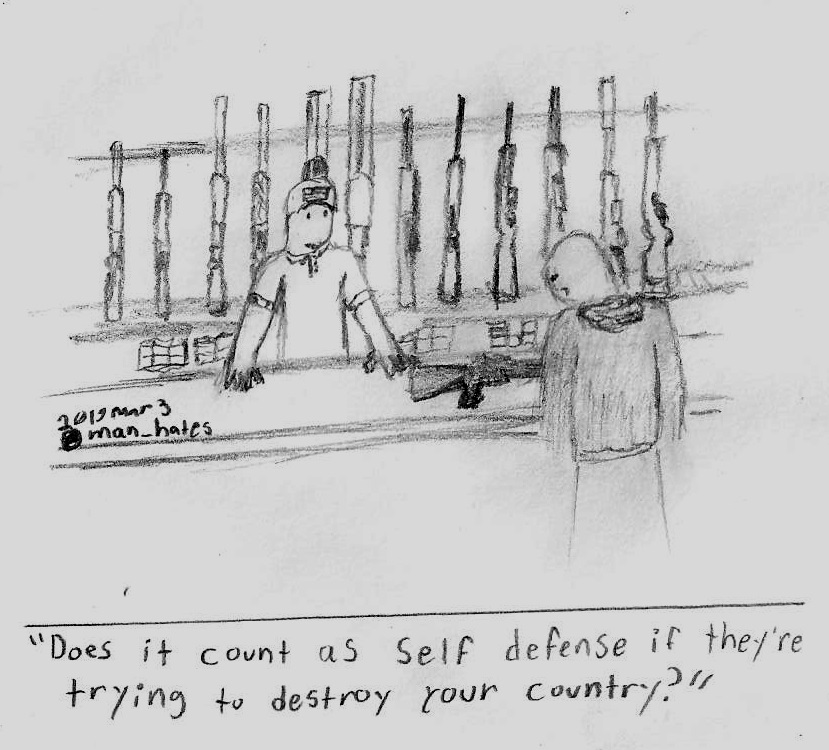 2019 mar 3
@man_hates
"Does it count as Self defense if they're
trying to destroy your country?"